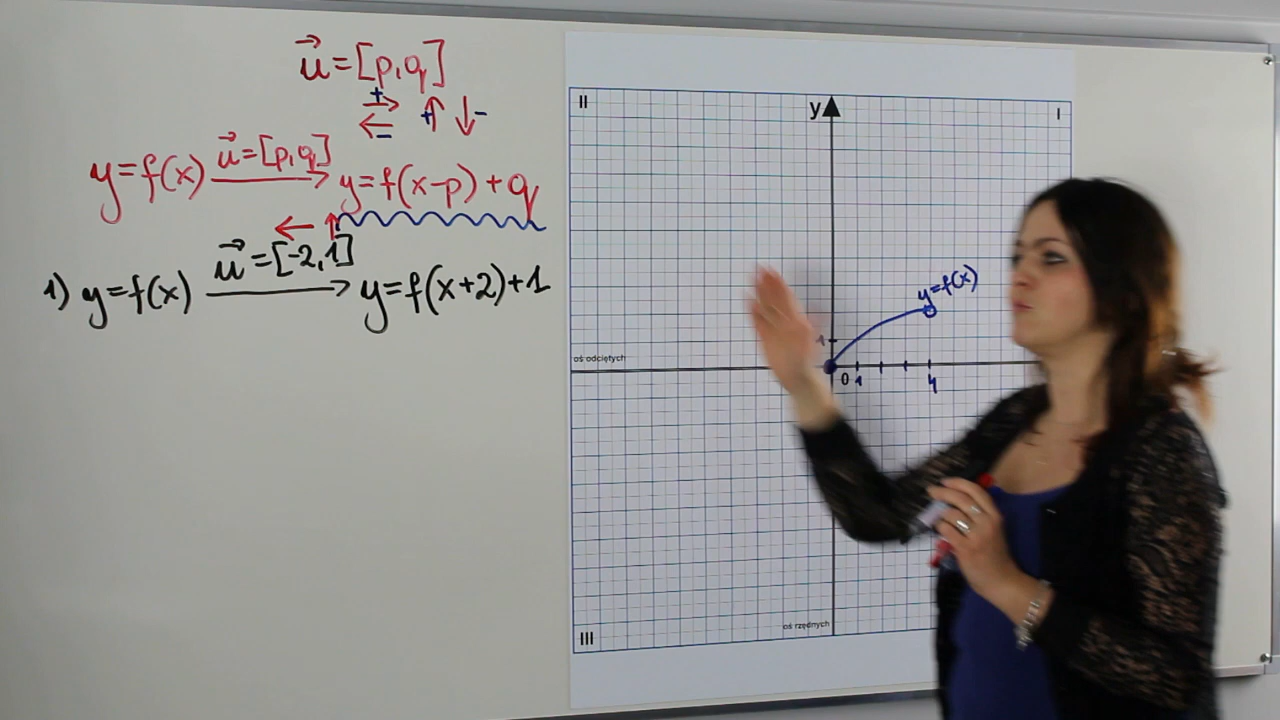 u⃗ = [p, q]
+ + -
-
y=f(x) u⃗=[p,q] y=f(x-p)+q
1) y=f(x) u⃗=[-2,1] y=f(x+2)+1
II y I
y=f(x)
1
oś odciętych
0 1 4
oś rzędnych
III